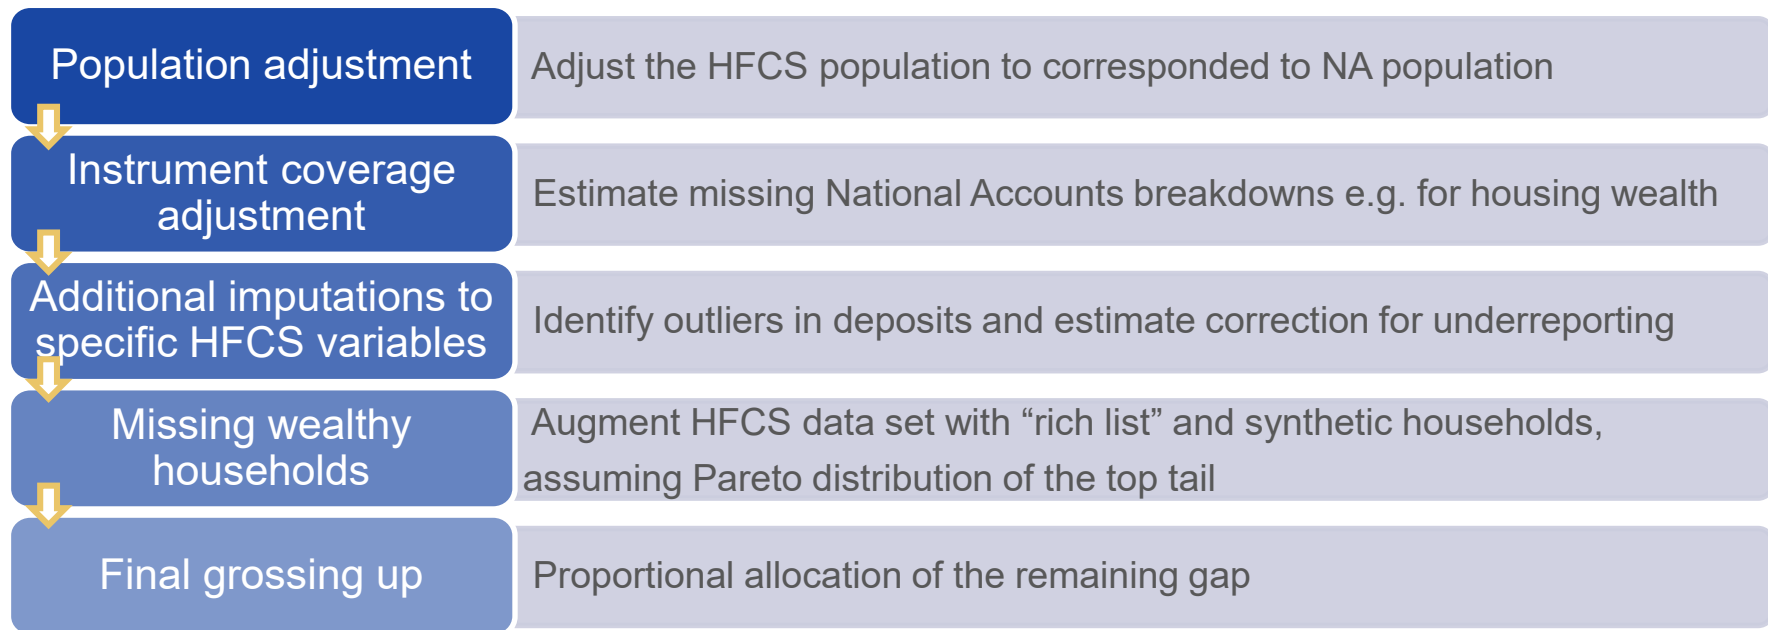 Population adjustment
Adjust the HFCS population to corresponded to NA population
Instrument coverage
adjustment
Estimate missing National Accounts breakdowns e.g. for housing wealth
Additional imputations to
specific HFCS variables
Identify outliers in deposits and estimate correction for underreporting
Missing wealthy
households
Augment HFCS data set with “rich list” and synthetic households,
assuming Pareto distribution of the top tail
Final grossing up
Proportional allocation of the remaining gap